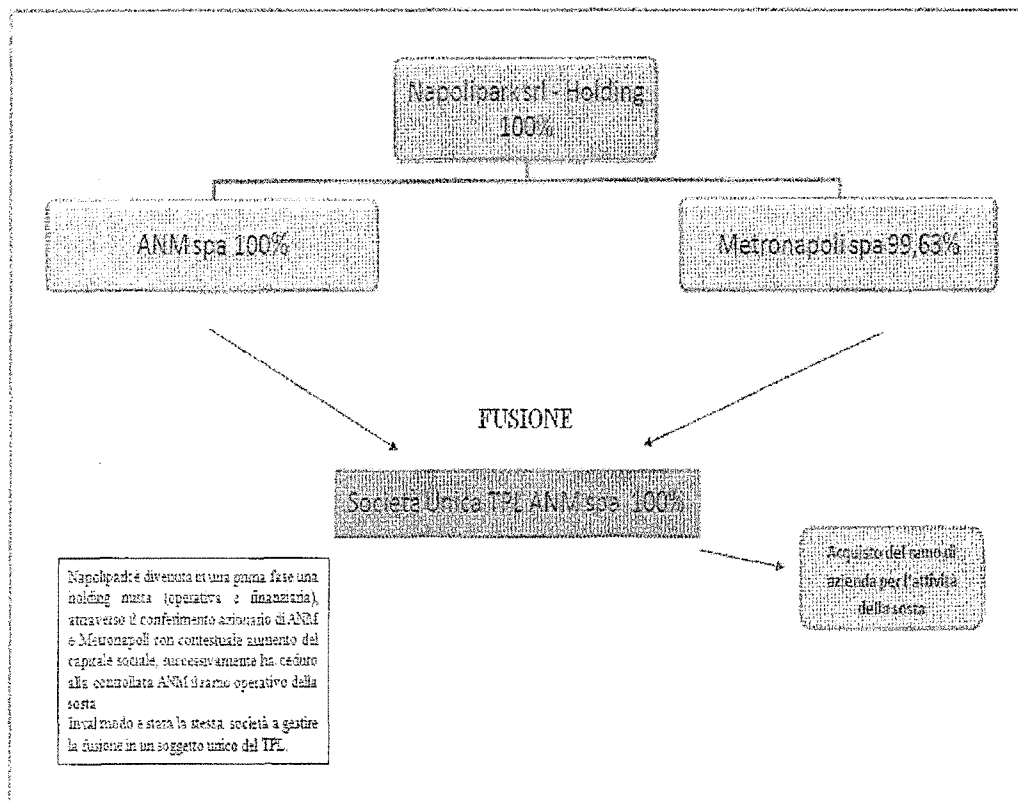 Napolipark srl - Holding
100%
ANM spa 100%
Metronapoli spa 99,63%
FUSIONE
Società Unica TPL ANM spa 100%
Acquisto del ramo di
azienda per l'attività
della sosta
Napolipark è divenuta in una prima fase una
holding mista (operativa e finanziaria),
attraverso il conferimento azionario di ANM
e Metronapoli con contestuale aumento del
capitale sociale, successivamente ha ceduto
alla controllata ANM il ramo operativo della
sosta
In tal modo è stata la stessa società a gestire
la fusione in un soggetto unico del TPL.